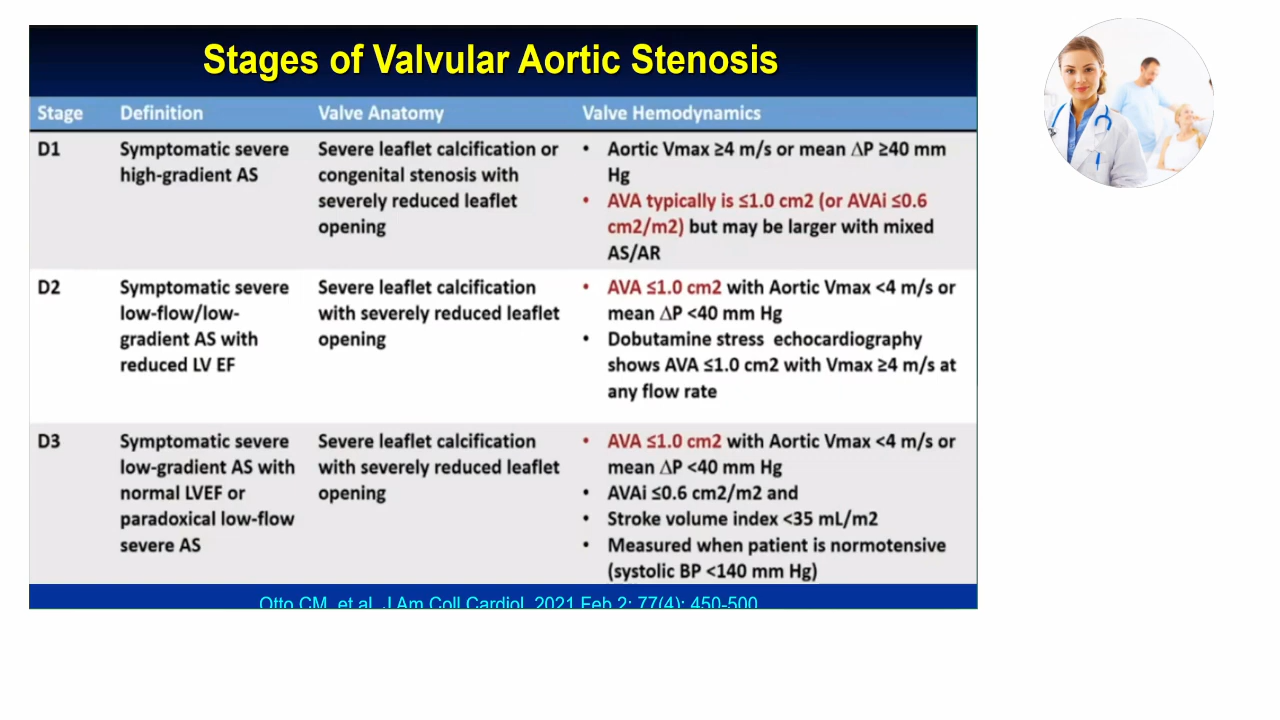 Stages of Valvular Aortic Stenosis
Stage Definition Valve Anatomy Valve Hemodynamics
D1
Symptomatic severe
high-gradient AS
Severe leaflet calcification or
congenital stenosis with
severely reduced leaflet
opening
• Aortic Vmax ≥4 m/s or mean ΔP ≥40 mm
Hg
• AVA typically is ≤1.0 cm2 (or AVAi ≤0.6
cm2/m2) but may be larger with mixed
AS/AR
D2
Symptomatic severe
low-flow/low-
gradient AS with
reduced LV EF
Severe leaflet calcification
with severely reduced leaflet
opening
• AVA ≤1.0 cm2 with Aortic Vmax <4 m/s or
mean ΔP <40 mm Hg
• Dobutamine stress echocardiography
shows AVA ≤1.0 cm2 with Vmax ≥4 m/s at
any flow rate
D3
Symptomatic severe
low-gradient AS with
normal LVEF or
paradoxical low-flow
severe AS
Severe leaflet calcification
with severely reduced leaflet
opening
• AVA ≤1.0 cm2 with Aortic Vmax <4 m/s or
mean ΔP <40 mm Hg
• AVAi ≤0.6 cm2/m2 and
• Stroke volume index <35 mL/m2
• Measured when patient is normotensive
(systolic BP <140 mm Hg)
Otto CM, et al. J Am Coll Cardiol. 2021 Feb 2; 77(4): 450-500